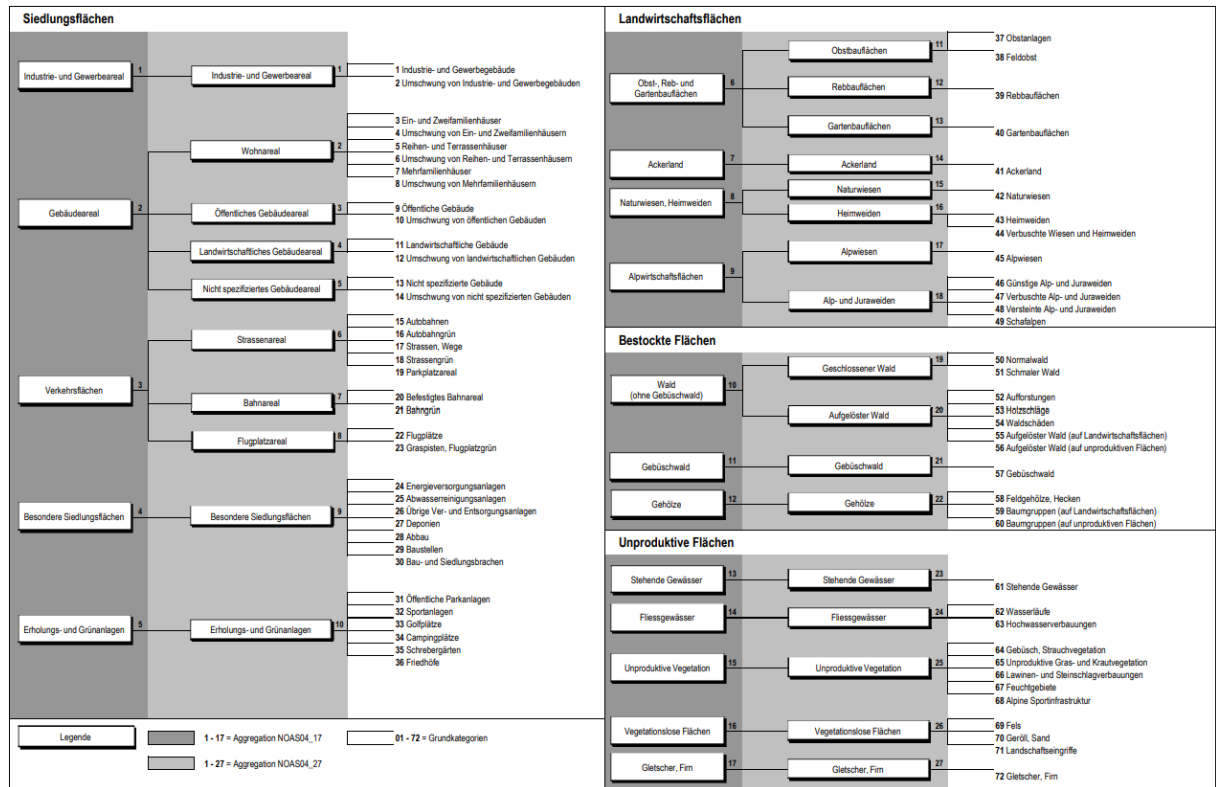 Siedlungsflächen
Industrie- und Gewerbeareal 1
Industrie- und Gewerbeareal 1
1 Industrie- und Gewerbegebäude
2 Umschwung von Industrie- und Gewerbegebäuden
Gebäudeareal 2
Wohnareal 2
3 Ein- und Zweifamilienhäuser
4 Umschwung von Ein- und Zweifamilienhäusern
5 Reihen- und Terrassenhäuser
6 Umschwung von Reihen- und Terrassenhäusern
7 Mehrfamilienhäuser
8 Umschwung von Mehrfamilienhäusern
Öffentliches Gebäudeareal 3
9 Öffentliche Gebäude
10 Umschwung von öffentlichen Gebäuden
Landwirtschaftliches Gebäudeareal 4
11 Landwirtschaftliche Gebäude
12 Umschwung von landwirtschaftlichen Gebäuden
Nicht spezifiziertes Gebäudeareal 5
13 Nicht spezifizierte Gebäude
14 Umschwung von nicht spezifizierten Gebäuden
Verkehrsflächen 3
Strassenareal 6
15 Autobahnen
16 Autobahngrün
17 Strassen, Wege
18 Strassengrün
19 Parkplatzareal
Bahnareal 7
20 Befestigtes Bahnareal
21 Bahngrün
Flugplatzareal 8
22 Flugplätze
23 Graspisten, Flugplatzgrün
Besondere Siedlungsflächen 4
Besondere Siedlungsflächen 9
24 Energieversorgungsanlagen
25 Abwasserreinigungsanlagen
26 Übrige Ver- und Entsorgungsanlagen
27 Deponien
28 Abbau
29 Baustellen
30 Bau- und Siedlungsbrachen
Erholungs- und Grünanlagen 5
Erholungs- und Grünanlagen 10
31 Öffentliche Parkanlagen
32 Sportanlagen
33 Golfplätze
34 Campingplätze
35 Schrebergärten
36 Friedhöfe
Legende
1 - 17 = Aggregation NOAS04_17
1 - 27 = Aggregation NOAS04_27
01 - 72 = Grundkategorien
Landwirtschaftsflächen
Obst-, Reb- und
Gartenbauflächen 6
Obstbauflächen 11
37 Obstanlagen
38 Feldobst
Rebbauflächen 12
39 Rebbauflächen
Gartenbauflächen 13
40 Gartenbauflächen
Ackerland 7
Ackerland 14
41 Ackerland
Naturwiesen, Heimweiden 8
Naturwiesen 15
42 Naturwiesen
Heimweiden 16
43 Heimweiden
44 Verbuschte Wiesen und Heimweiden
Alpwirtschaftsflächen 9
Alpwiesen 17
45 Alpwiesen
Alp- und Juraweiden 18
46 Günstige Alp- und Juraweiden
47 Verbuschte Alp- und Juraweiden
48 Versteinte Alp- und Juraweiden
49 Schafalpen
Bestockte Flächen
Wald
(ohne Gebüschwald) 10
Geschlossener Wald 19
50 Normalwald
51 Schmaler Wald
Aufgelöster Wald 20
52 Aufforstungen
53 Holzschläge
54 Waldschäden
55 Aufgelöster Wald (auf Landwirtschaftsflächen)
56 Aufgelöster Wald (auf unproduktiven Flächen)
Gebüschwald 11
Gebüschwald 21
57 Gebüschwald
Gehölze 12
Gehölze 22
58 Feldgehölze, Hecken
59 Baumgruppen (auf Landwirtschaftsflächen)
60 Baumgruppen (auf unproduktiven Flächen)
Unproduktive Flächen
Stehende Gewässer 13
Stehende Gewässer 23
61 Stehende Gewässer
Fliessgewässer 14
Fliessgewässer 24
62 Wasserläufe
63 Hochwasserverbauungen
Unproduktive Vegetation 15
Unproduktive Vegetation 25
64 Gebüsch, Strauchvegetation
65 Unproduktive Gras- und Krautvegetation
66 Lawinen- und Steinschlagverbauungen
67 Feuchtgebiete
68 Alpine Sportinfrastruktur
Vegetationslose Flächen 16
Vegetationslose Flächen 26
69 Fels
70 Geröll, Sand
71 Landschaftseingriffe
Gletscher, Firn 17
Gletscher, Firn 27
72 Gletscher, Firn